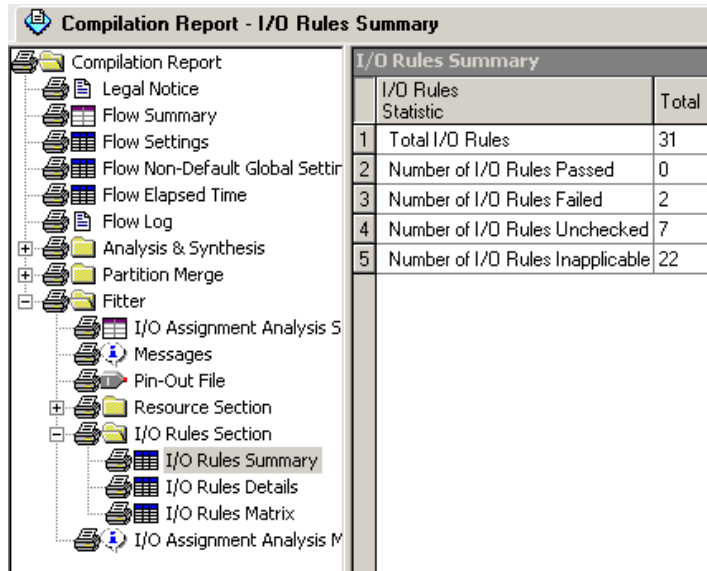 Compilation Report - I/O Rules Summary
Compilation Report
Legal Notice
Flow Summary
Flow Settings
Flow Non-Default Global Settir
Flow Elapsed Time
Flow Log
Analysis & Synthesis
Partition Merge
Fitter
I/O Assignment Analysis S
Messages
Pin-Out File
Resource Section
I/O Rules Section
I/O Rules Summary
I/O Rules Details
I/O Rules Matrix
I/O Assignment Analysis M
I/O Rules Summary
I/O Rules
Statistic Total
1 Total I/O Rules 31
2 Number of I/O Rules Passed 0
3 Number of I/O Rules Failed 2
4 Number of I/O Rules Unchecked 7
5 Number of I/O Rules Inapplicable 22